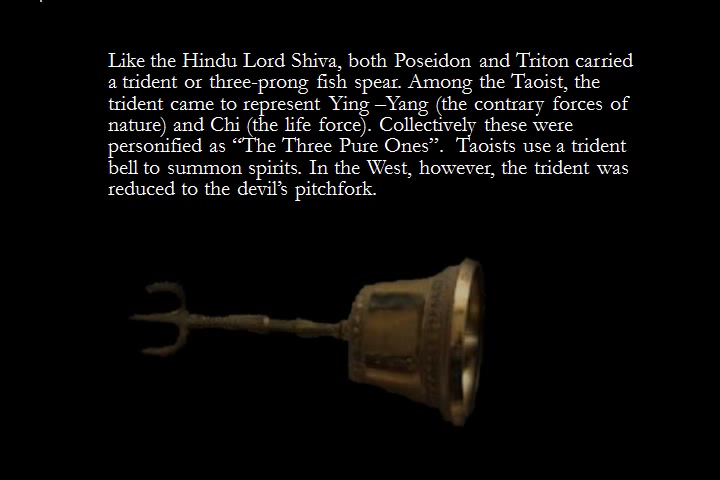 Like the Hindu Lord Shiva, both Poseidon and Triton carried
a trident or three-prong fish spear. Among the Taoist, the
trident came to represent Ying –Yang (the contrary forces of
nature) and Chi (the life force). Collectively these were
personified as “The Three Pure Ones”.  Taoists use a trident
bell to summon spirits. In the West, however, the trident was
reduced to the devil’s pitchfork.